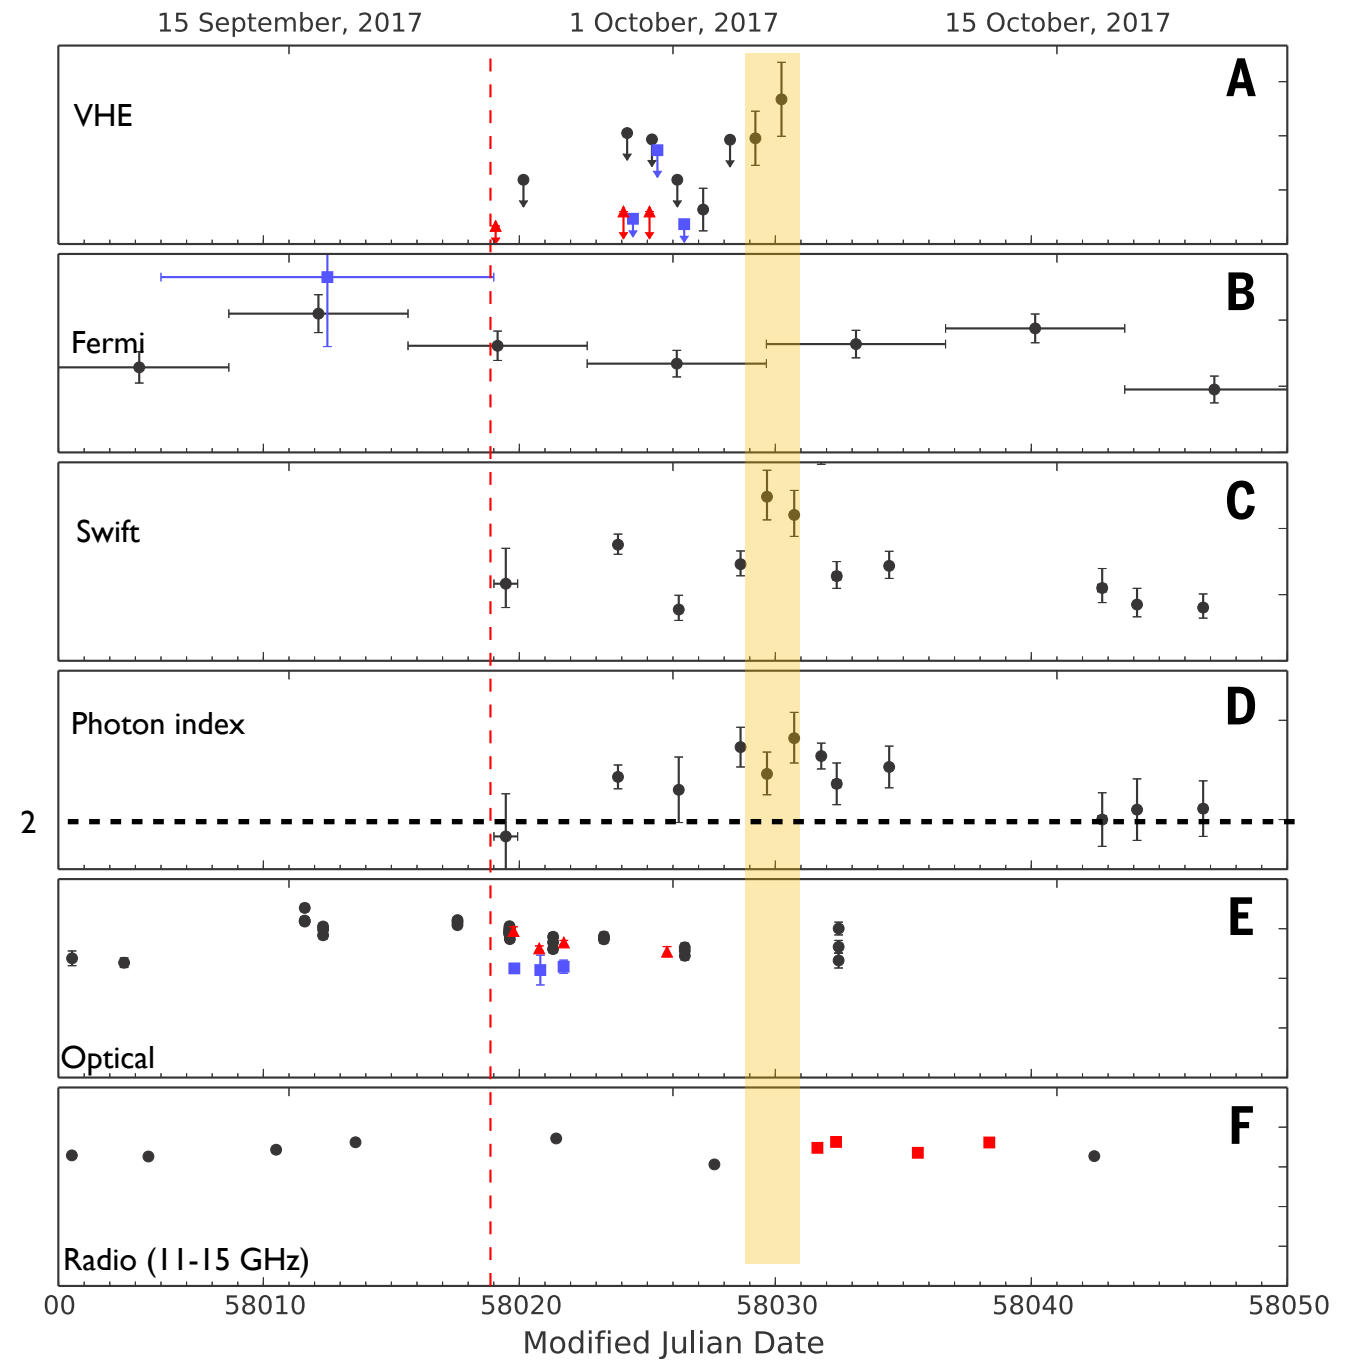 15 September, 2017 1 October, 2017 15 October, 2017
VHE A
B
Fermi
C
Swift
D
Photon index
2
E
Optical
F
Radio (11-15 GHz)
00 58010 58020 58030 58040 58050
Modified Julian Date